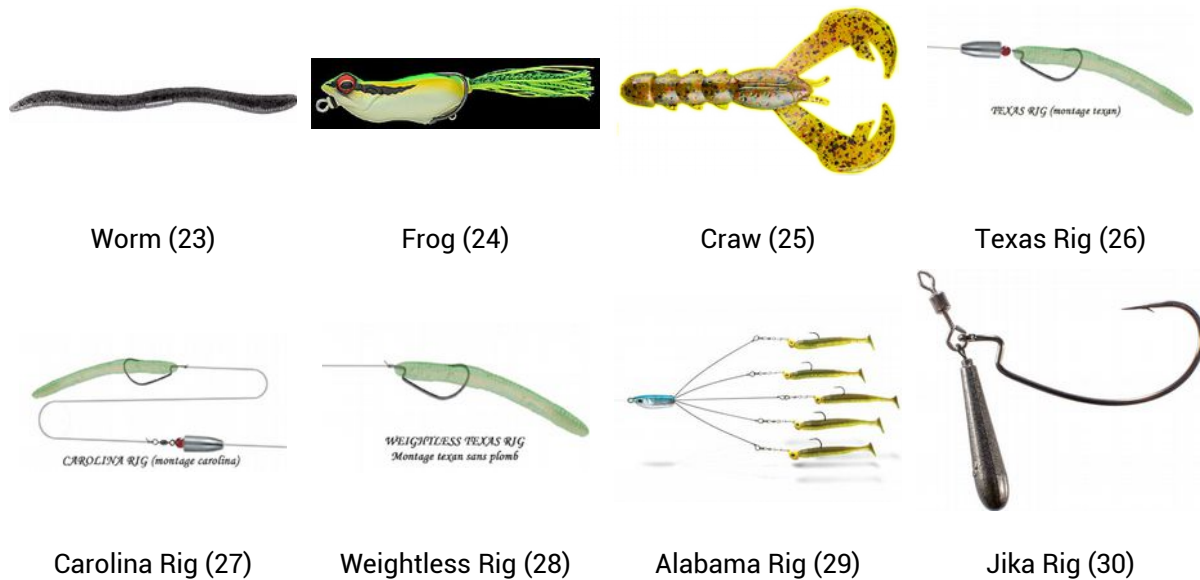 TEXAS RIG (montage texan)
Worm (23)
Frog (24)
Craw (25)
Texas Rig (26)
CAROLINA RIG (montage carolina)
WEIGHTLESS TEXAS RIG
Montage texan sans plomb
Carolina Rig (27)
Weightless Rig (28)
Alabama Rig (29)
Jika Rig (30)